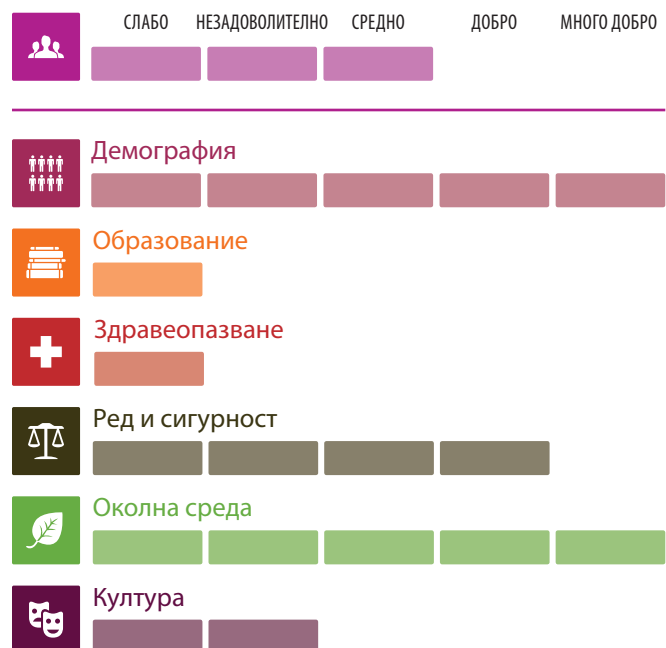 СЛАБО НЕЗАДОВОЛИТЕЛНО СРЕДНО ДОБРО МНОГО ДОБРО
Демография
Образование
Здравеопазване
Ред и сигурност
Околна среда
Култура